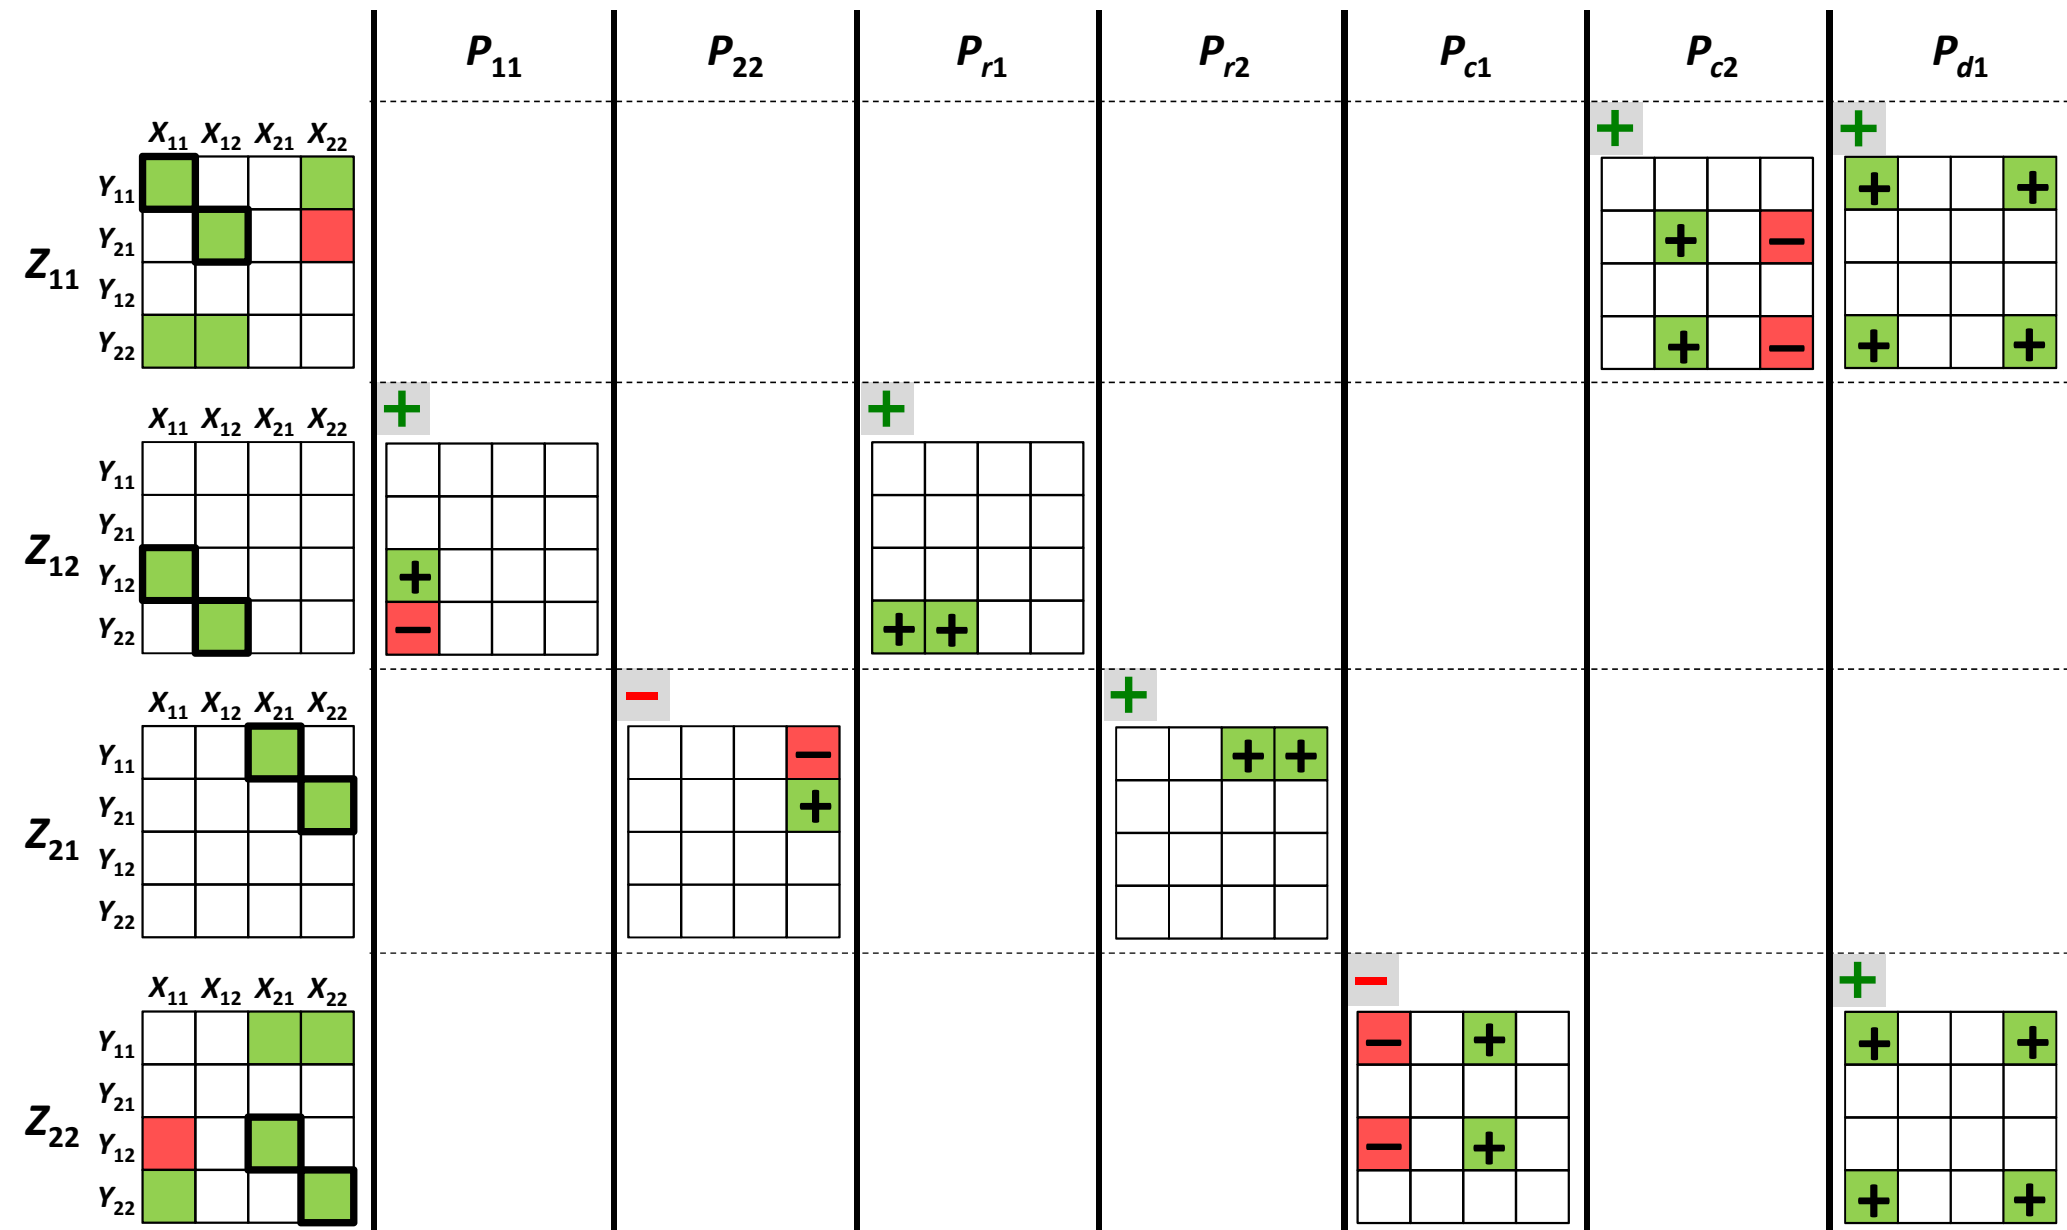 P11 P22 Pr1 Pr2 Pc1 Pc2 Pd1
+ +
X11 X12 X21 X22
Y11 + +
Y21 + −
Z11
Y12
Y22 + − + +
+ +
X11 X12 X21 X22
Y11
Y21
Z12
Y12 +
Y22 − + +
− +
X11 X12 X21 X22
Y11 − + +
Y21 +
Z21
Y12
Y22
− +
X11 X12 X21 X22
Y11 − + + +
Y21
Z22
Y12 − +
Y22 + +